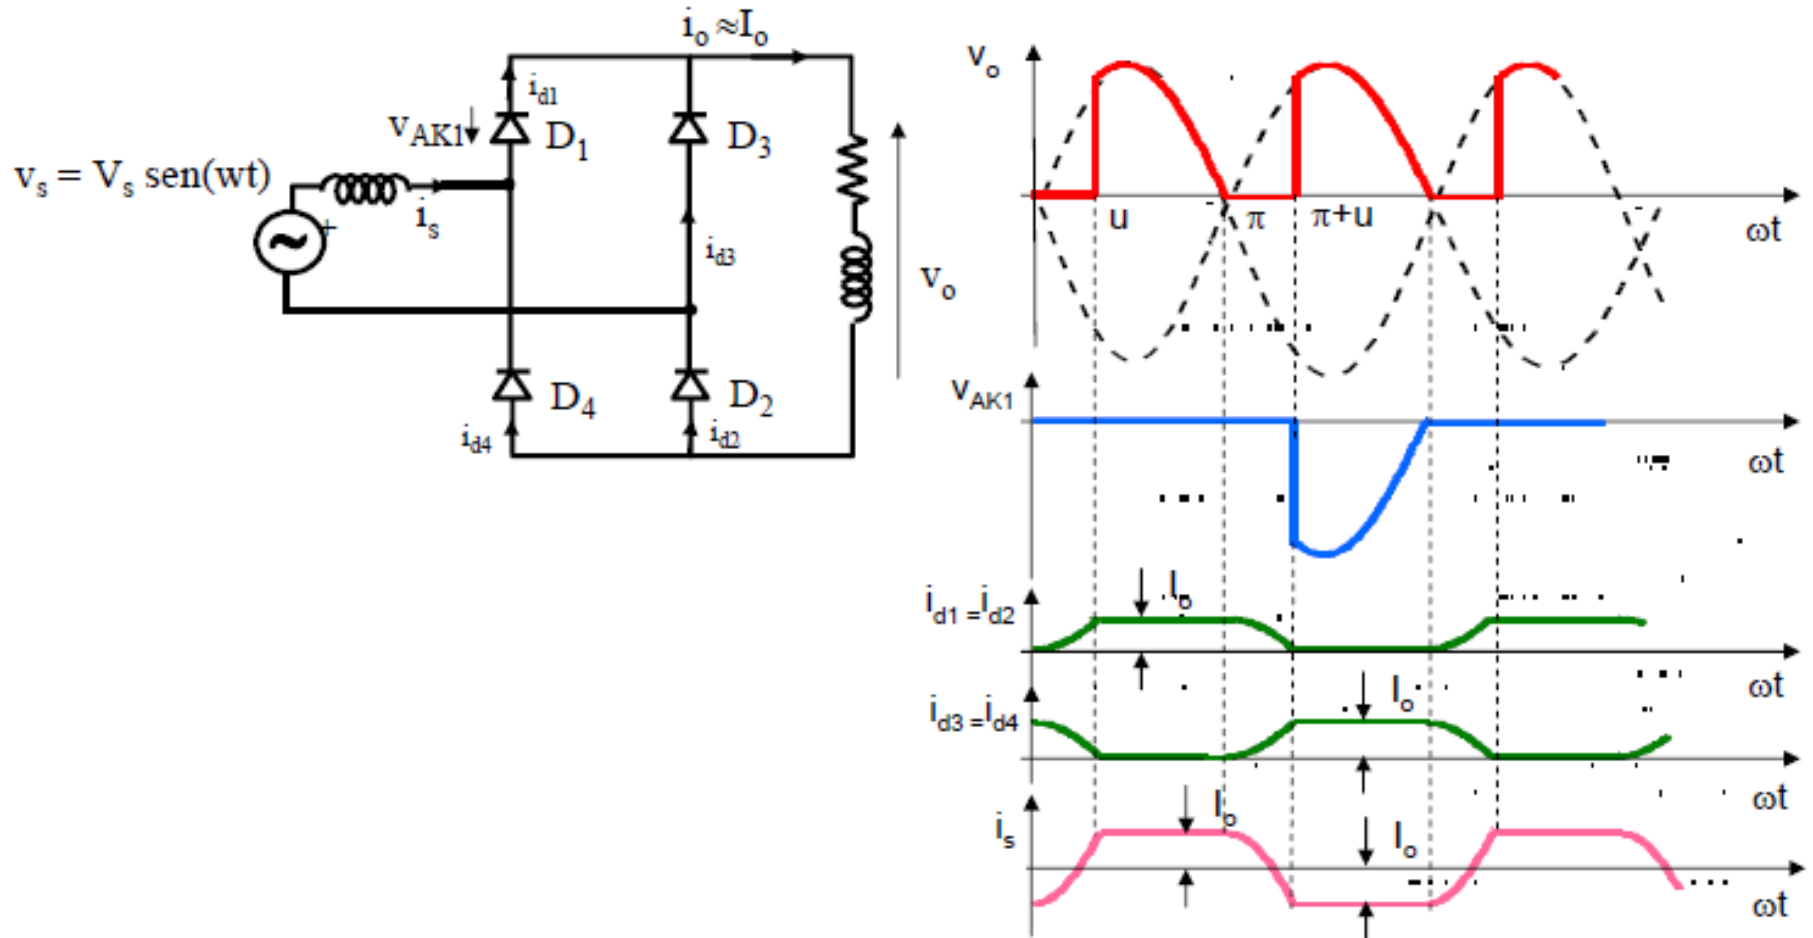 i_o ≈ I_o
i_d1
v_AK1
D_1
D_3
v_s = V_s sen(wt)
+
i_s
i_d3
v_o
D_4
D_2
i_d4
i_d2
v_o
u
π
π+u
ωt
v_AK1
ωt
i_d1 = i_d2
I_o
ωt
i_d3 = i_d4
I_o
ωt
i_s
I_o
I_o
ωt